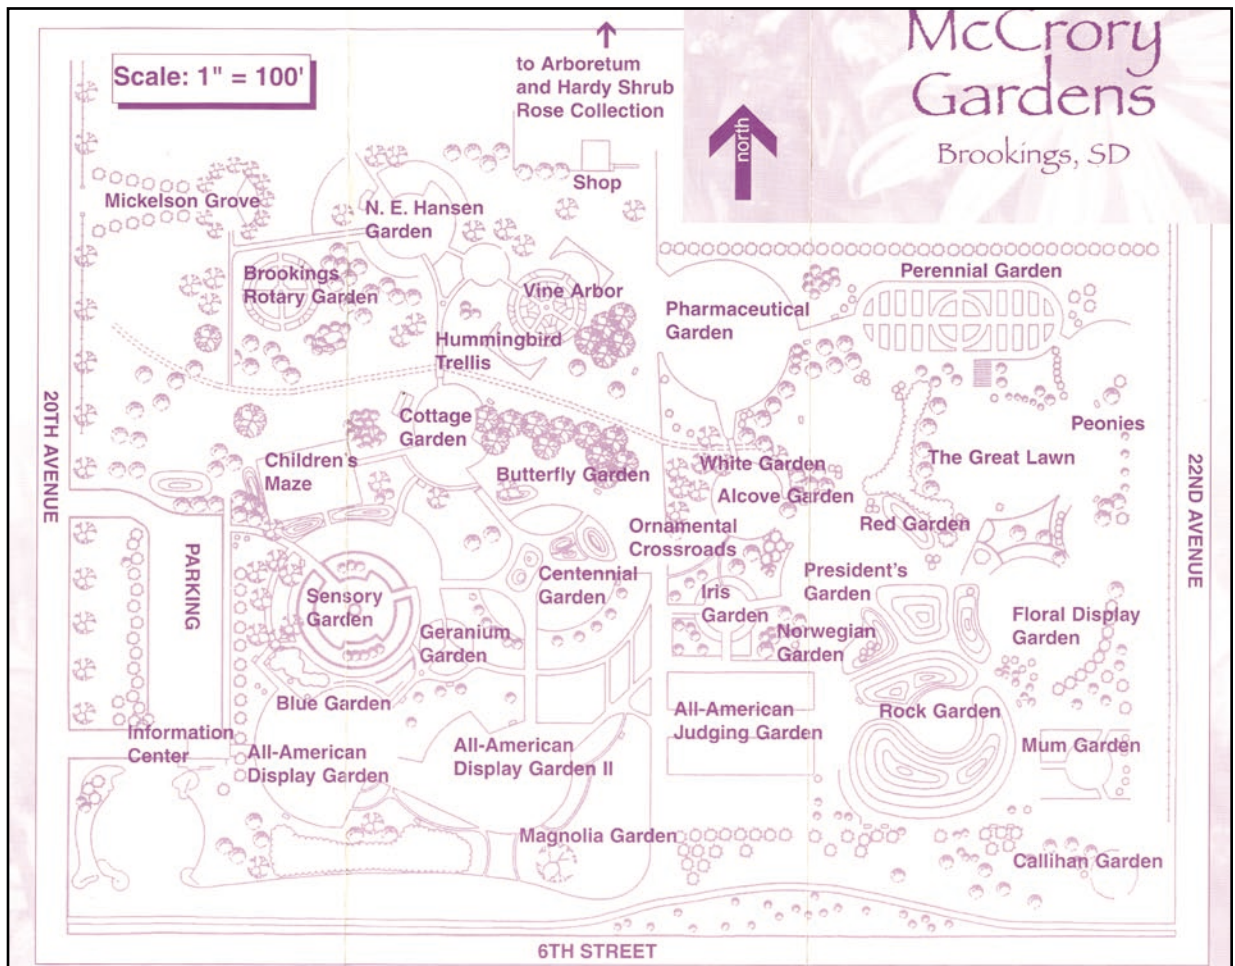 McCrory
Gardens
Brookings, SD
north
Scale: 1" = 100'
to Arboretum
and Hardy Shrub
Rose Collection
Shop
Mickelson Grove
N. E. Hansen
Garden
Brookings
Rotary Garden
Vine Arbor
Perennial Garden
Pharmaceutical
Garden
Hummingbird
Trellis
20TH AVENUE
Cottage
Garden
Peonies
Children's
Maze
Butterfly Garden
White Garden
The Great Lawn
Alcove Garden
22ND AVENUE
Ornamental
Crossroads
Red Garden
PARKING
Sensory
Garden
Centennial
Garden
Iris
Garden
President's
Garden
Floral Display
Garden
Geranium
Garden
Norwegian
Garden
Blue Garden
All-American
Judging Garden
Rock Garden
Information
Center
All-American
Display Garden
All-American
Display Garden II
Mum Garden
Magnolia Garden
Callihan Garden
6TH STREET